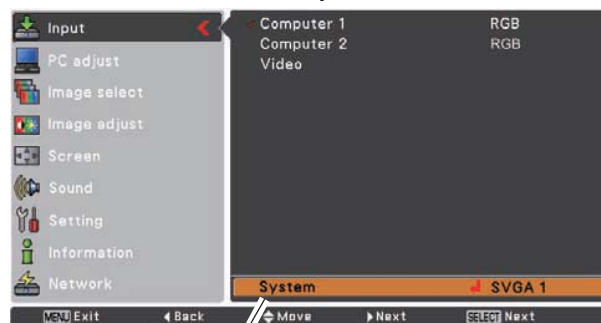 Input
Computer 1 RGB
Computer 2 RGB
Video
PC adjust
Image select
Image adjust
Screen
Sound
Setting
Information
Network
System SVGA 1
MENU Exit Back Move Next SELECT Next